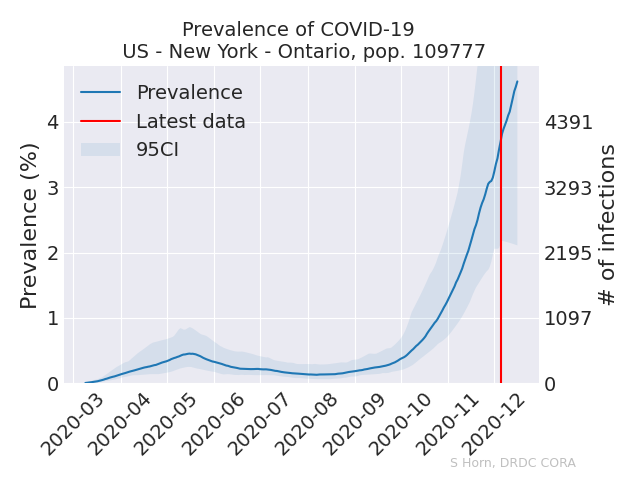 Prevalence of COVID-19
US - New York - Ontario, pop. 109777
Prevalence
Latest data
95CI
Prevalence (%)
4
3
2
1
0
4391
3293
2195
1097
0
# of infections
2020-03
2020-04
2020-05
2020-06
2020-07
2020-08
2020-09
2020-10
2020-11
2020-12
S Horn, DRDC CORA